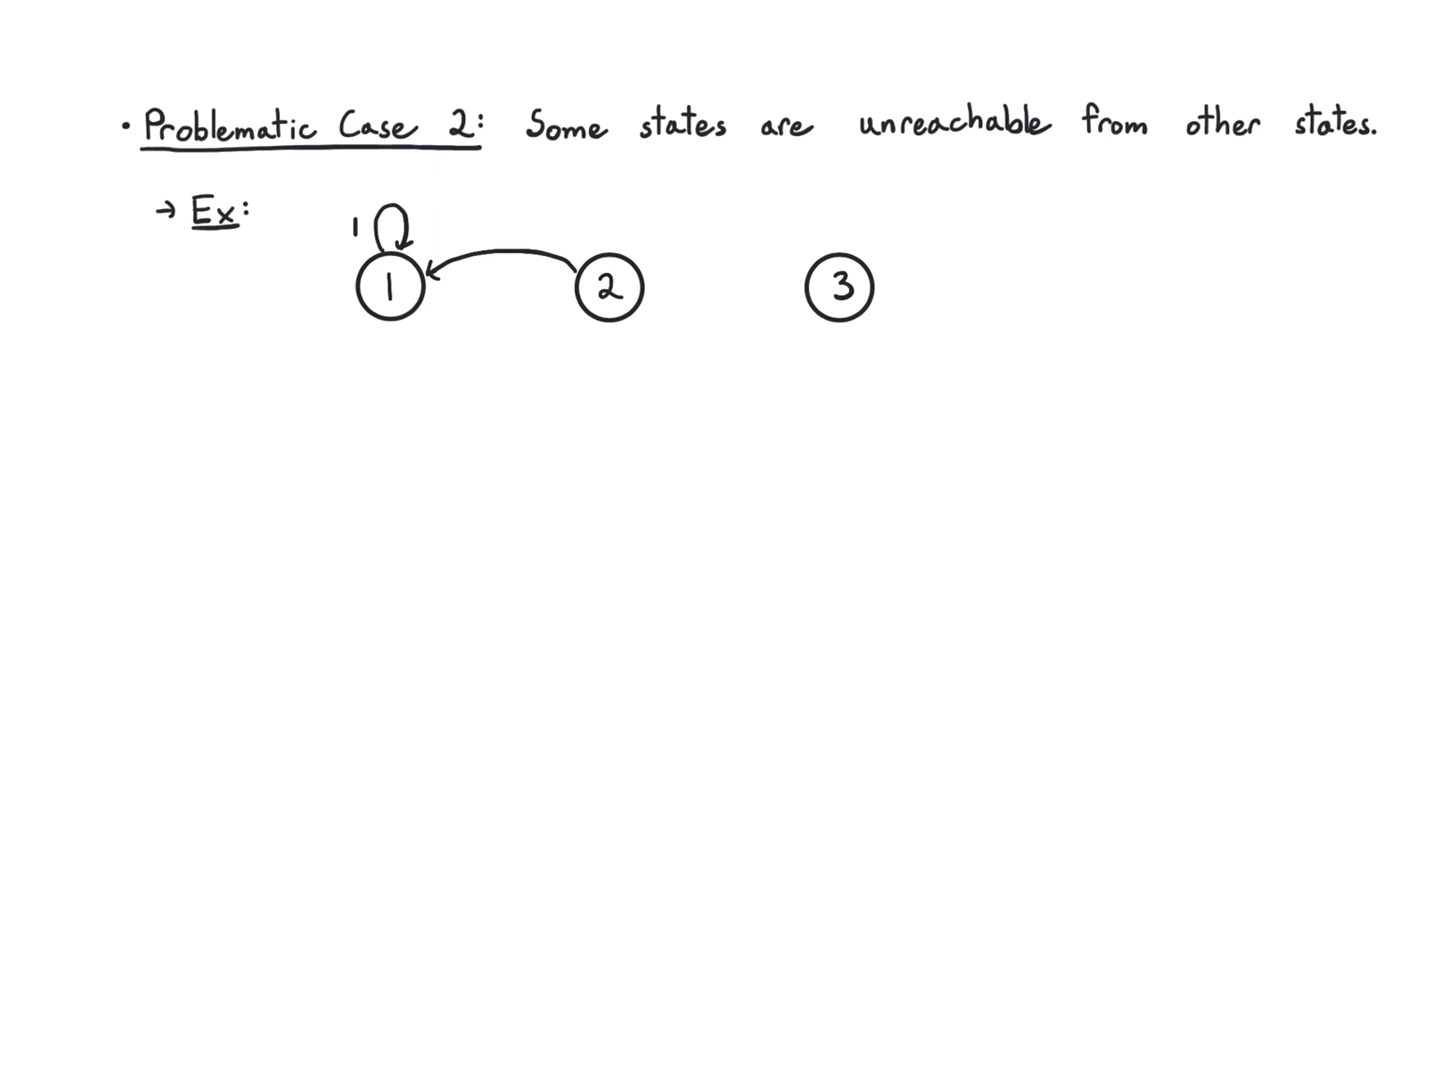 • Problematic Case 2: Some states are unreachable from other states.
→ Ex:
1
1 2 3